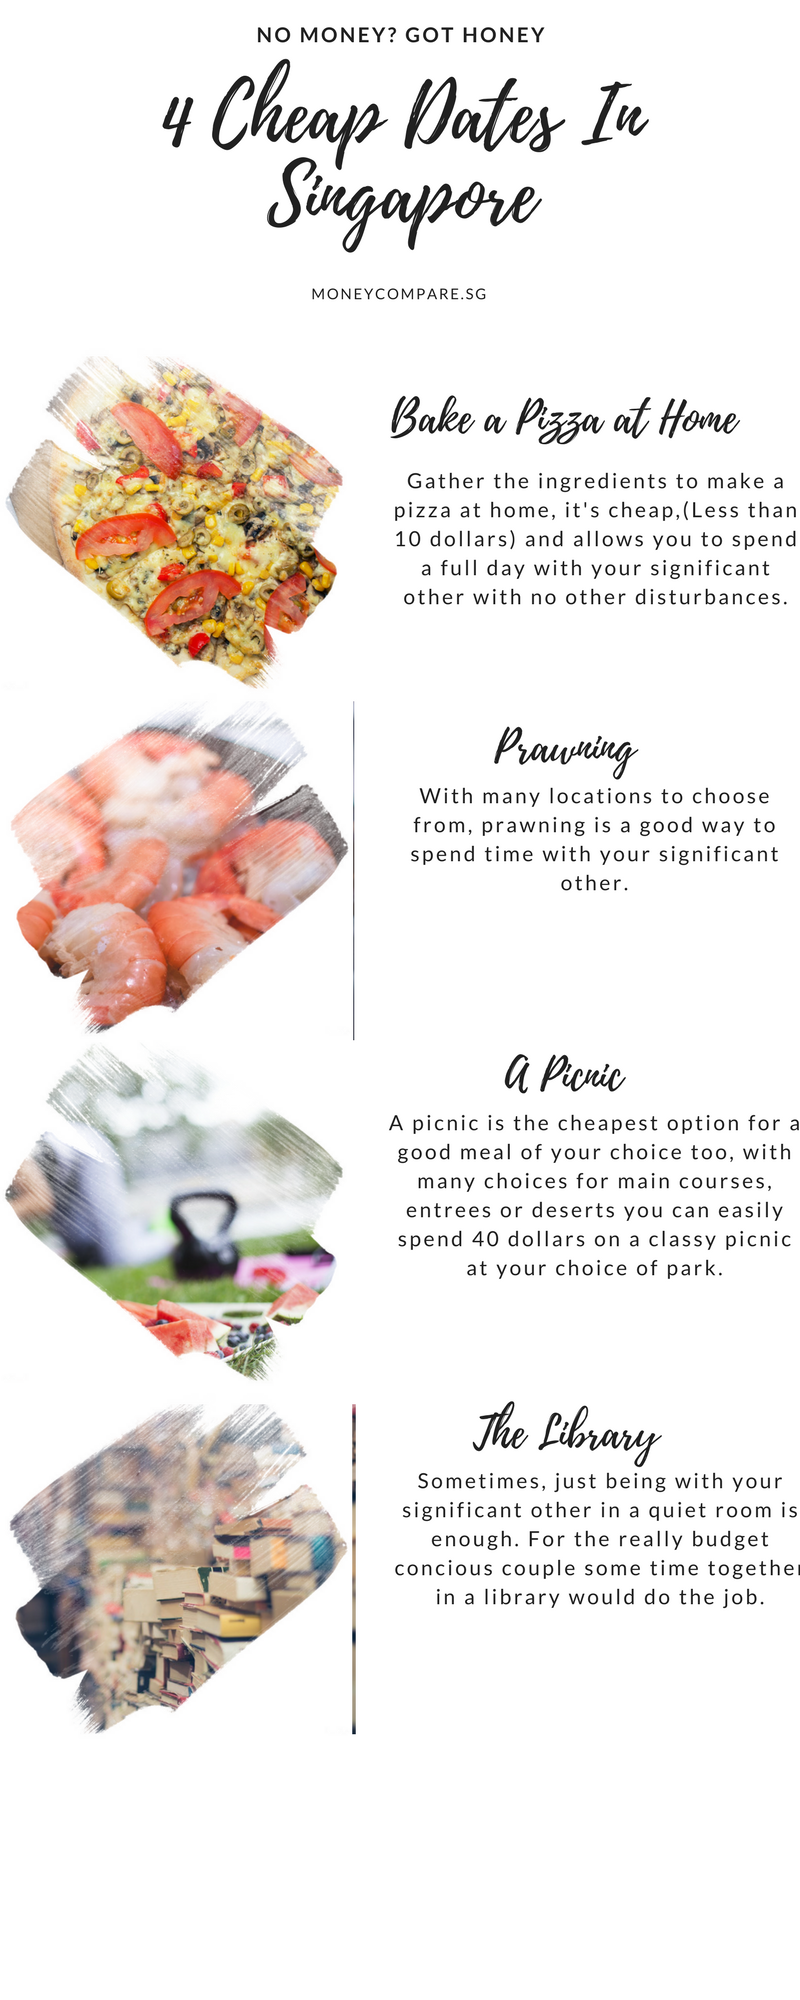 NO MONEY? GOT HONEY
4 Cheap Dates In
Singapore
MONEYCOMPARE.SG
Bake a Pizza at Home
Gather the ingredients to make a
pizza at home, it's cheap,(Less than
10 dollars) and allows you to spend
a full day with your significant
other with no other disturbances.
Prawning
With many locations to choose
from, prawning is a good way to
spend time with your significant
other.
A Picnic
A picnic is the cheapest option for a
good meal of your choice too, with
many choices for main courses,
entrees or deserts you can easily
spend 40 dollars on a classy picnic
at your choice of park.
The Library
Sometimes, just being with your
significant other in a quiet room is
enough. For the really budget
concious couple some time together
in a library would do the job.